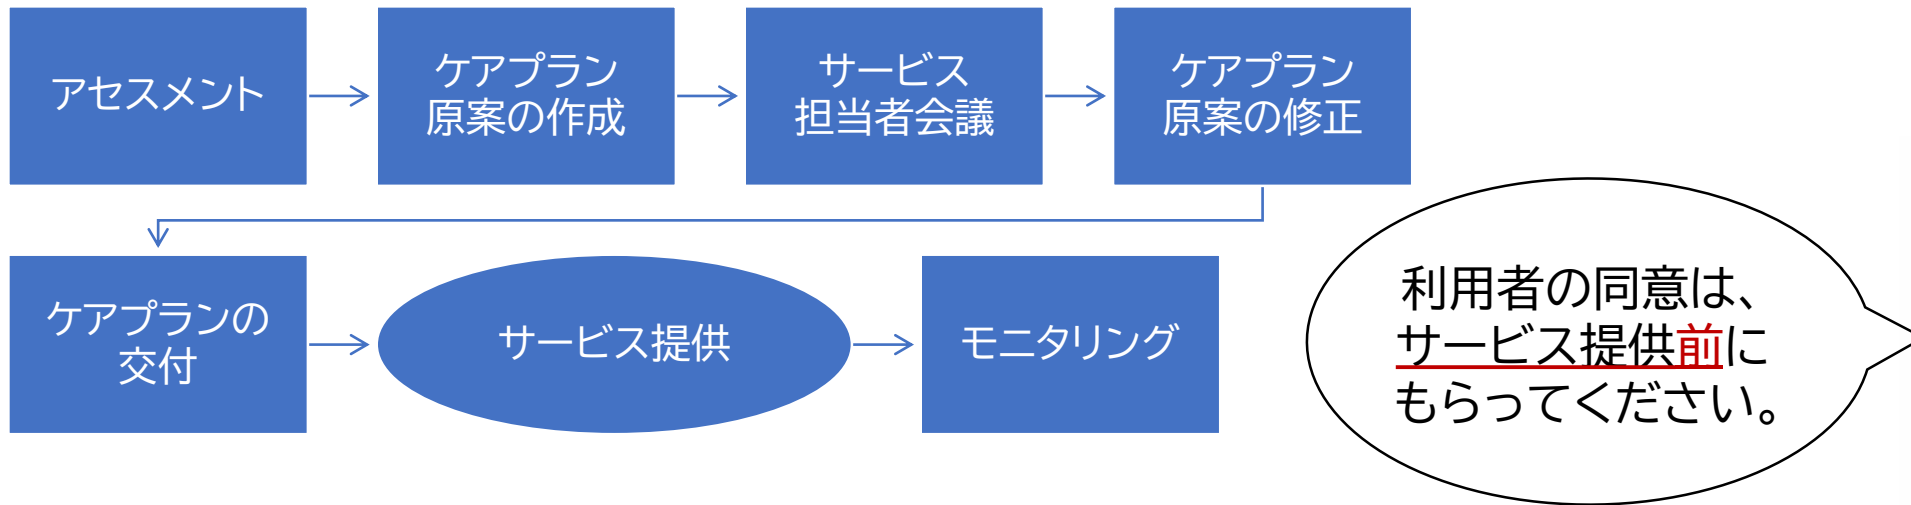 アセスメント
ケアプラン
原案の作成
サービス
担当者会議
ケアプラン
原案の修正
ケアプランの
交付
サービス提供
モニタリング
利用者の同意は、
サービス提供前に
もらってください。